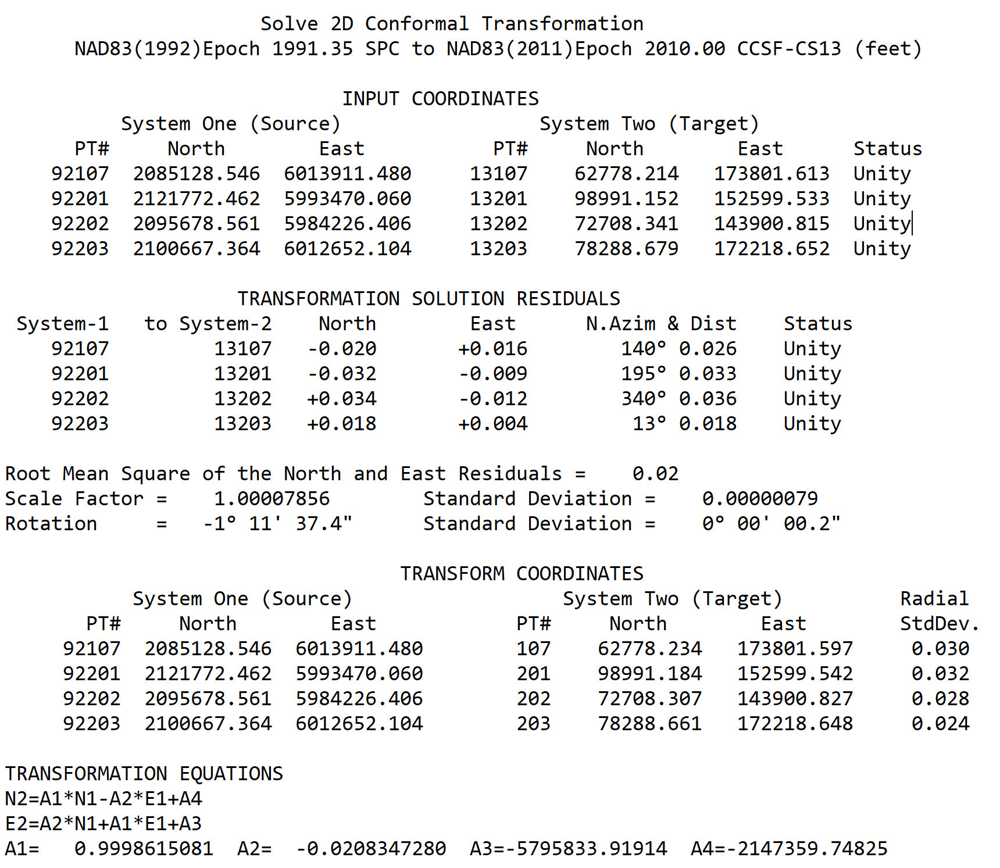 Solve 2D Conformal Transformation
NAD83(1992)Epoch 1991.35 SPC to NAD83(2011)Epoch 2010.00 CCSF-CS13 (feet)
INPUT COORDINATES
System One (Source) System Two (Target)
PT# North East PT# North East Status
92107 2085128.546 6013911.480 13107 62778.214 173801.613 Unity
92201 2121772.462 5993470.060 13201 98991.152 152599.533 Unity
92202 2095678.561 5984226.406 13202 72708.341 143900.815 Unity
92203 2100667.364 6012652.104 13203 78288.679 172218.652 Unity
TRANSFORMATION SOLUTION RESIDUALS
System-1 to System-2 North East N.Azim & Dist Status
92107 13107 -0.020 +0.016 140° 0.026 Unity
92201 13201 -0.032 -0.009 195° 0.033 Unity
92202 13202 +0.034 -0.012 340° 0.036 Unity
92203 13203 +0.018 +0.004 13° 0.018 Unity
Root Mean Square of the North and East Residuals = 0.02
Scale Factor = 1.00007856 Standard Deviation = 0.00000079
Rotation = -1° 11' 37.4" Standard Deviation = 0° 00' 00.2"
TRANSFORM COORDINATES
System One (Source) System Two (Target) Radial
PT# North East PT# North East StdDev.
92107 2085128.546 6013911.480 107 62778.234 173801.597 0.030
92201 2121772.462 5993470.060 201 98991.184 152599.542 0.032
92202 2095678.561 5984226.406 202 72708.307 143900.827 0.028
92203 2100667.364 6012652.104 203 78288.661 172218.648 0.024
TRANSFORMATION EQUATIONS
N2=A1*N1-A2*E1+A4
E2=A2*N1+A1*E1+A3
A1= 0.9998615081 A2= -0.0208347280 A3=-5795833.91914 A4=-2147359.74825